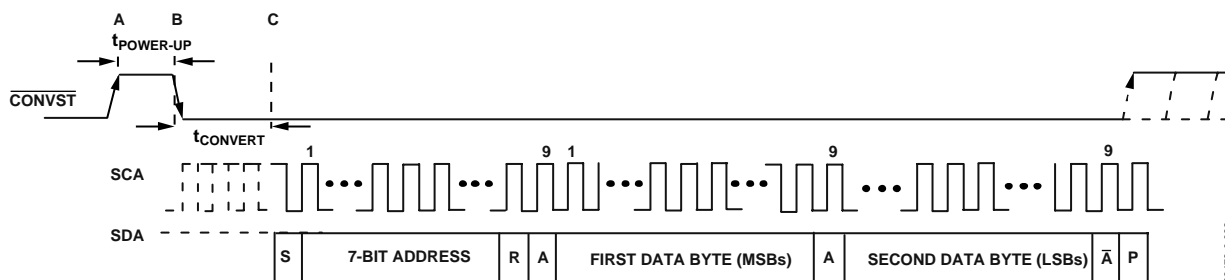 A B C
tPOWER-UP
CONVST
tCONVERT
1 9 1 9 9
SCA
SDA
S 7-BIT ADDRESS R A FIRST DATA BYTE (MSBs) A SECOND DATA BYTE (LSBs) A̅ P